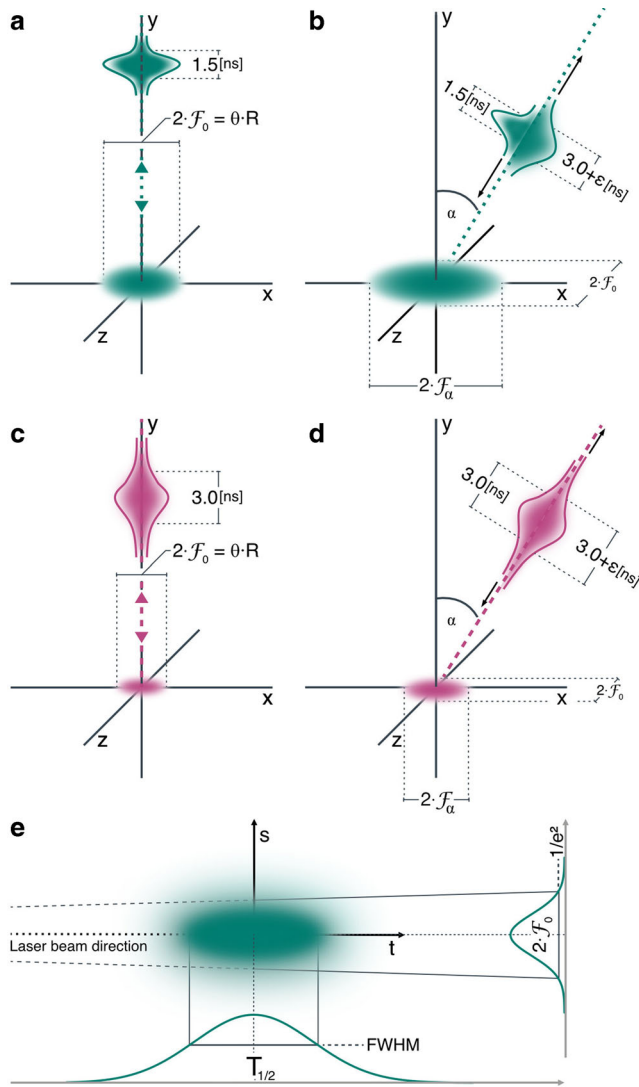 a
y
1.5[ns]
2·ℱ₀ = θ·R
x
z
b
y
1.5[ns]
3.0+ε[ns]
α
2·ℱ₀
x
z
2·ℱα
c
y
3.0[ns]
2·ℱ₀ = θ·R
x
z
d
y
3.0[ns]
3.0+ε[ns]
α
2·ℱ₀
x
z
2·ℱα
e
s
1/e²
2·ℱ₀
Laser beam direction
t
FWHM
T1/2